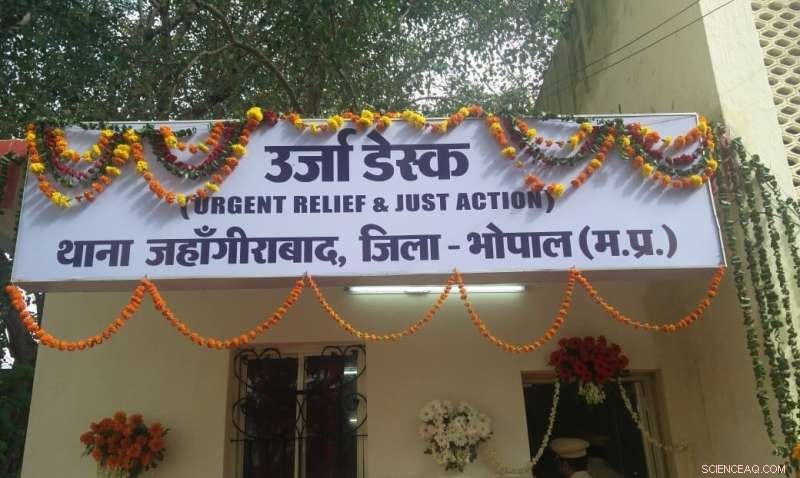 उर्जा डेस्क
(URGENT RELIEF & JUST ACTION)
थाना जहाँगीराबाद, जिला - भोपाल (म.प्र.)
SCIENCEAQ.COM